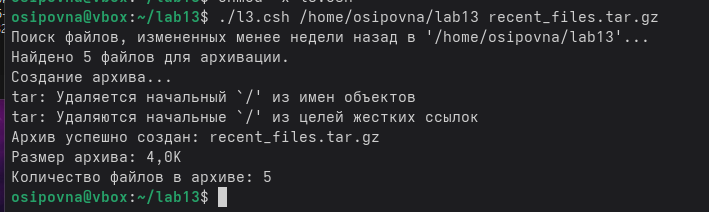 osipovna@vbox:~/lab13$ ./l3.csh /home/osipovna/lab13 recent_files.tar.gz
Поиск файлов, измененных менее недели назад в '/home/osipovna/lab13'...
Найдено 5 файлов для архивации.
Создание архива...
tar: Удаляется начальный `/' из имен объектов
tar: Удаляются начальные `/' из целей жестких ссылок
Архив успешно создан: recent_files.tar.gz
Размер архива: 4,0K
Количество файлов в архиве: 5
osipovna@vbox:~/lab13$